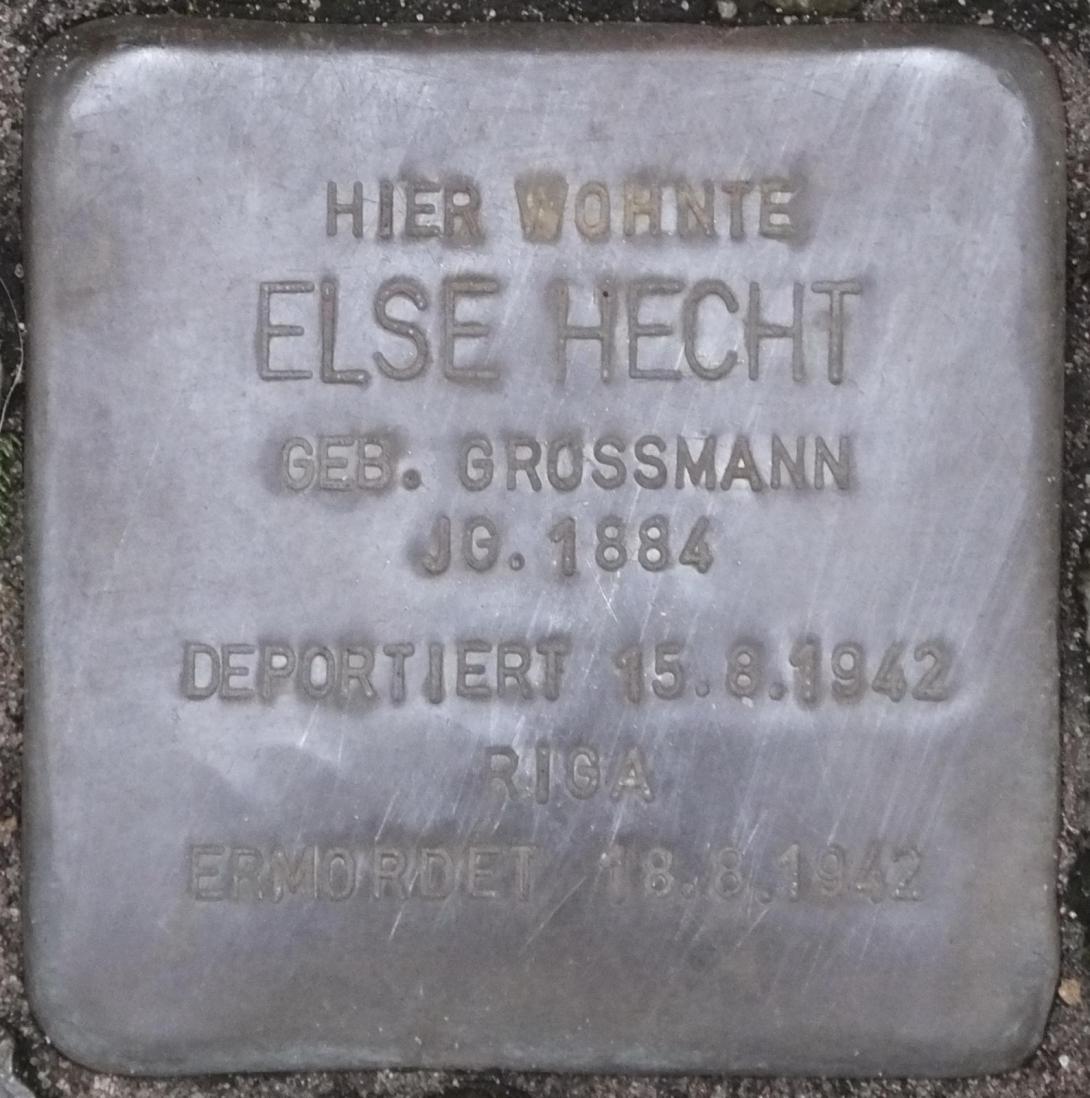 HIER WOHNTE
ELSE HECHT
GEB. GROSSMANN
JG. 1884
DEPORTIERT 15.8.1942
RIGA
ERMORDET 18.8.1942